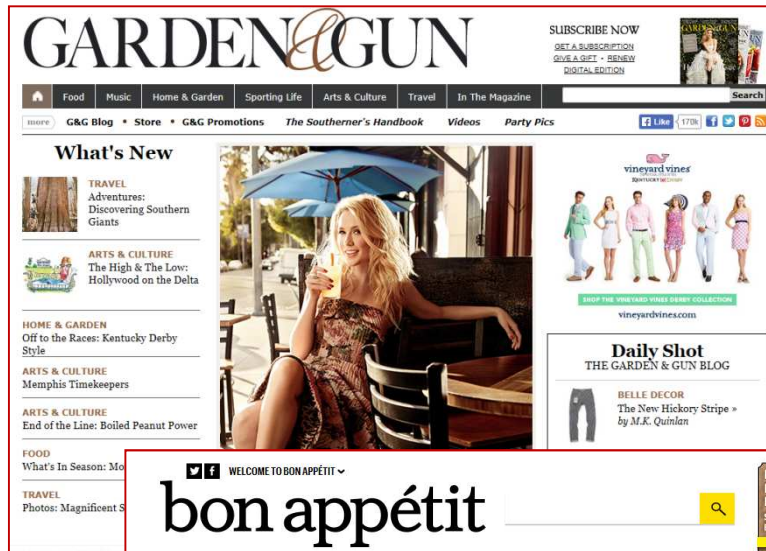 GARDEN&GUN
SUBSCRIBE NOW
GET A SUBSCRIPTION
GIVE A GIFT • RENEW
DIGITAL EDITION
Food Music Home & Garden Sporting Life Arts & Culture Travel In The Magazine Search
more G&G Blog • Store • G&G Promotions The Southerner's Handbook Videos Party Pics Like 170k
What's New
TRAVEL
Adventures:
Discovering Southern
Giants
ARTS & CULTURE
The High & The Low:
Hollywood on the Delta
HOME & GARDEN
Off to the Races: Kentucky Derby
Style
ARTS & CULTURE
Memphis Timekeepers
ARTS & CULTURE
End of the Line: Boiled Peanut Power
FOOD
What's In Season: Mo
TRAVEL
Photos: Magnificent S
vineyard vines
KENTUCKY DERBY
SHOP THE VINEYARD VINES DERBY COLLECTION
vineyardvines.com
Daily Shot
THE GARDEN & GUN BLOG
BELLE DECOR
The New Hickory Stripe »
by M.K. Quinlan
WELCOME TO BON APPÉTIT
bon appétit